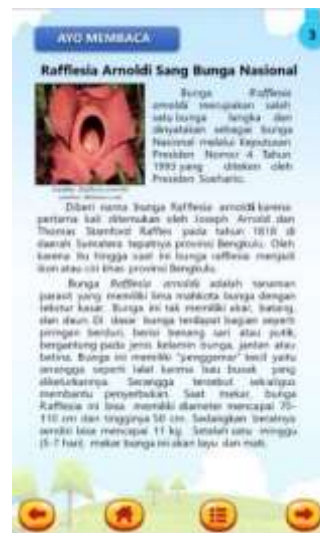 AYO MEMBACA
3
Rafflesia Arnoldi Sang Bunga Nasional
Bunga Rafflesia
arnoldi merupakan salah
satu bunga langka dan
dinyatakan sebagai bunga
Nasional melalui Keputusan
Presiden Nomor 4 Tahun
1993 yang diteken oleh
Presiden Soeharto.
Diberi nama bunga Rafflesia arnoldi karena
pertama kali ditemukan oleh Joseph Arnold dan
Thomas Stamford Raffles pada tahun 1818 di
daerah Sumatera tepatnya provinsi Bengkulu. Oleh
karena itu hingga saat ini bunga rafflesia menjadi
ikon atau ciri khas provinsi Bengkulu.
Bunga Rafflesia arnoldi adalah tanaman
parasit yang memiliki lima mahkota bunga dengan
tekstur kasar. Bunga ini tak memiliki akar, batang,
dan daun. Di dasar bunga terdapat bagian seperti
piringan berduri, berisi benang sari atau putik,
bergantung pada jenis kelamin bunga, jantan atau
betina. Bunga ini memiliki "penggemar" kecil yaitu
serangga seperti lalat karena bau busuk yang
dikeluarkannya. Serangga tersebut sekaligus
membantu penyerbukan. Saat mekar, bunga
Rafflesia ini bisa memiliki diameter mencapai 70-
110 cm dan tingginya 50 cm. Sedangkan beratnya
sendiri bisa mencapai 11 kg. Setelah satu minggu
(5-7 hari) mekar bunga ini akan layu dan mati.